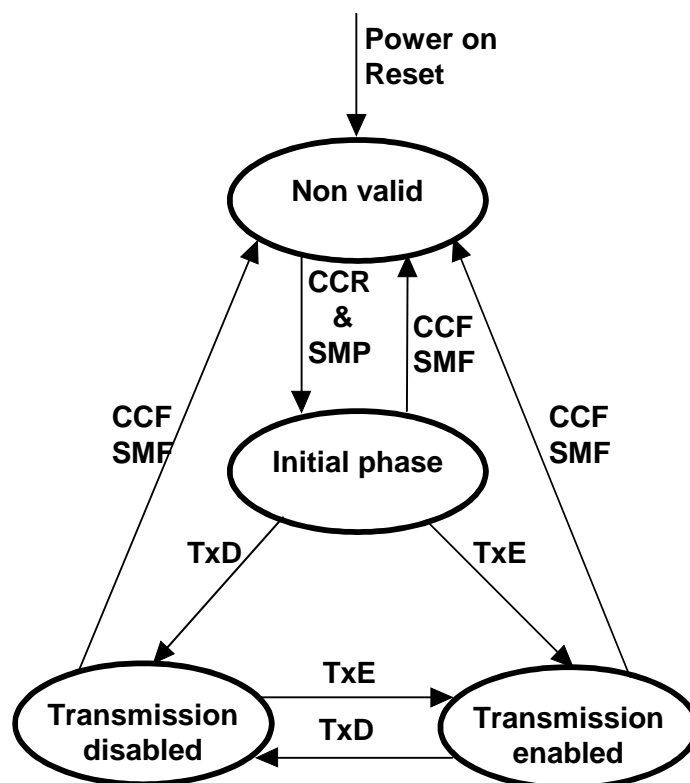 Power on
Reset
Non valid
CCR
&
SMP
CCF
SMF
CCF
SMF
CCF
SMF
Initial phase
TxD
TxE
TxE
Transmission
disabled
TxD
Transmission
enabled